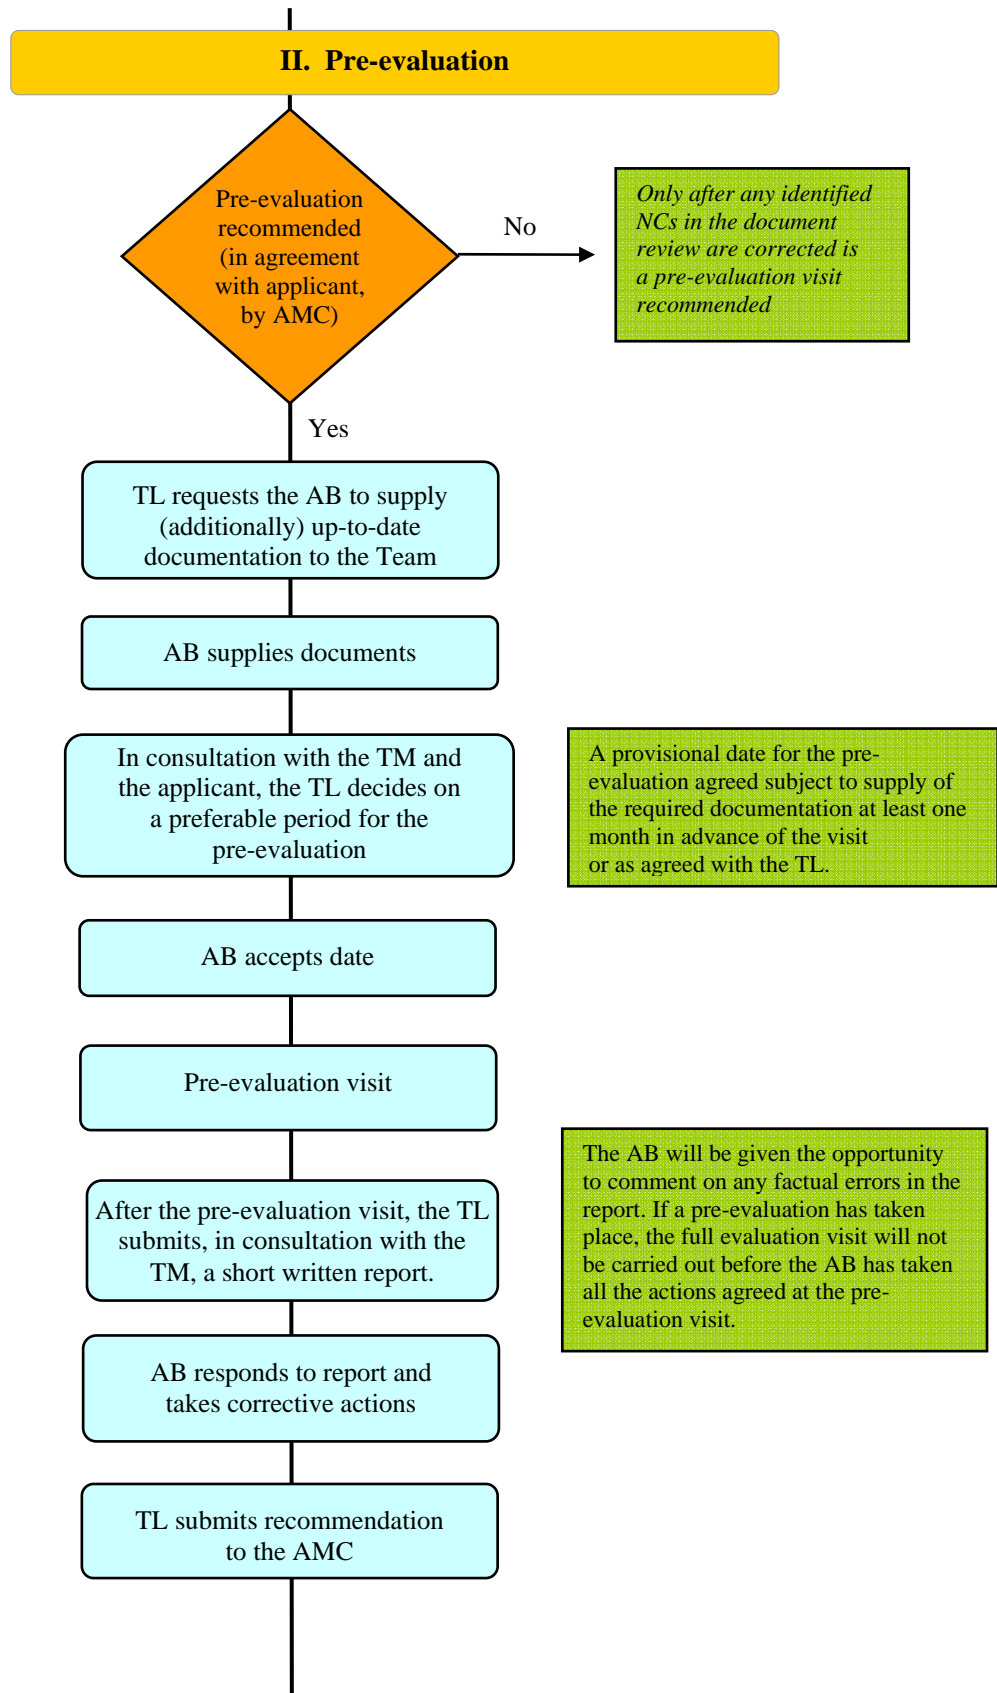 II. Pre-evaluation
Pre-evaluation
recommended
(in agreement
with applicant,
by AMC)
No
Only after any identified
NCs in the document
review are corrected is
a pre-evaluation visit
recommended
Yes
TL requests the AB to supply
(additionally) up-to-date
documentation to the Team
AB supplies documents
In consultation with the TM and
the applicant, the TL decides on
a preferable period for the
pre-evaluation
A provisional date for the pre-
evaluation agreed subject to supply of
the required documentation at least one
month in advance of the visit
or as agreed with the TL.
AB accepts date
Pre-evaluation visit
The AB will be given the opportunity
to comment on any factual errors in the
report. If a pre-evaluation has taken
place, the full evaluation visit will not
be carried out before the AB has taken
all the actions agreed at the pre-
evaluation visit.
After the pre-evaluation visit, the TL
submits, in consultation with the
TM, a short written report.
AB responds to report and
takes corrective actions
TL submits recommendation
to the AMC